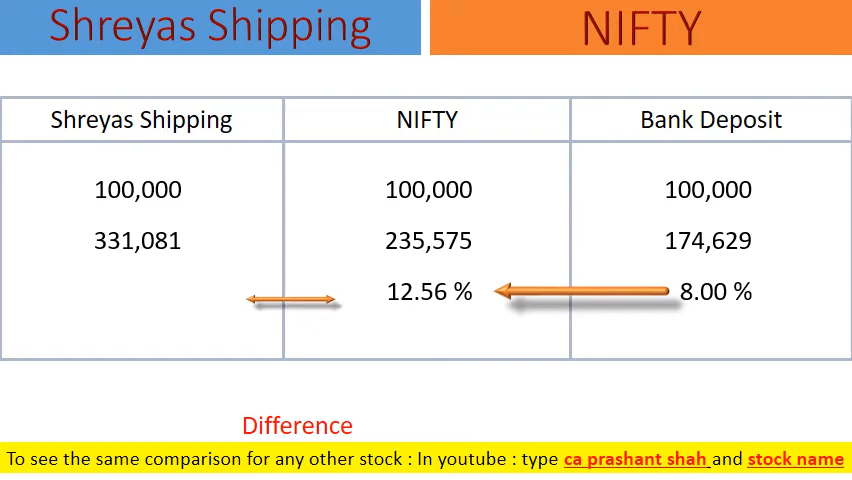 Shreyas Shipping NIFTY
Shreyas Shipping NIFTY Bank Deposit
100,000 100,000 100,000
331,081 235,575 174,629
12.56 % 8.00 %
Difference
To see the same comparison for any other stock : In youtube : type ca prashant shah and stock name